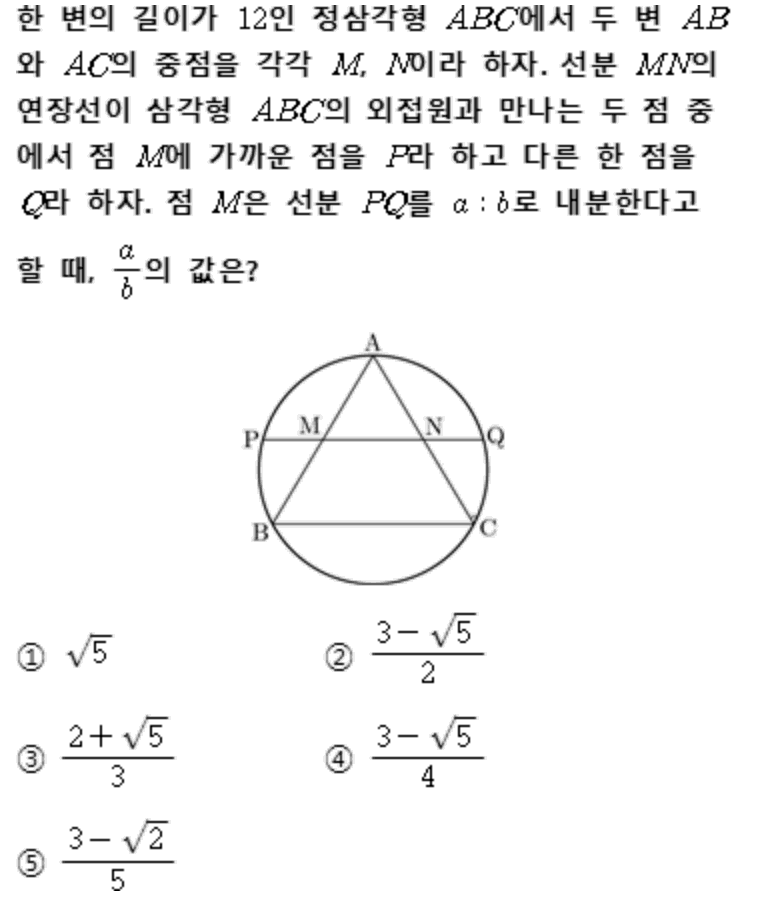 한 변의 길이가 12인 정삼각형 ABC에서 두 변 AB
와 AC의 중점을 각각 M, N이라 하자. 선분 MN의
연장선이 삼각형 ABC의 외접원과 만나는 두 점 중
에서 점 M에 가까운 점을 P라 하고 다른 한 점을
Q라 하자. 점 M은 선분 PQ를 a : b로 내분한다고
할 때, a/b의 값은?
A
P M N Q
B C
① √5 ② (3-√5)/2
③ (2+√5)/3 ④ (3-√5)/4
⑤ (3-√2)/5